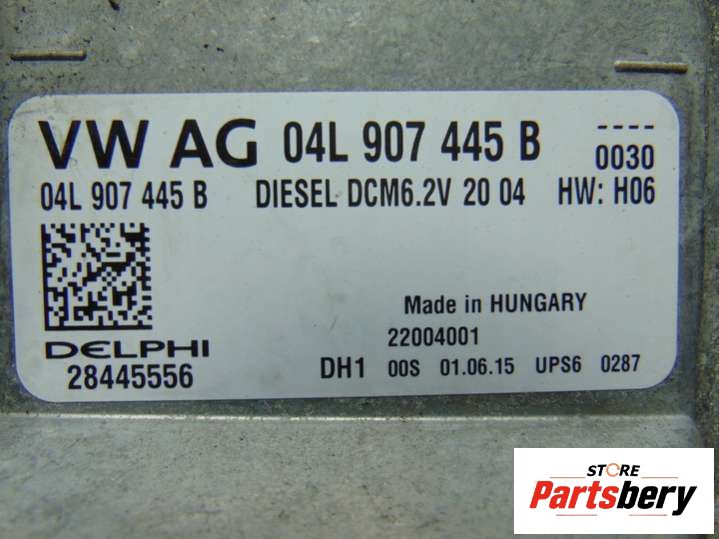 VW AG 04L 907 445 B
----
0030
04L 907 445 B DIESEL DCM6.2V 20 04 HW: H06
Made in HUNGARY
DELPHI
22004001
28445556
DH1 00S 01.06.15 UPS6 0287
STORE
Partsbery